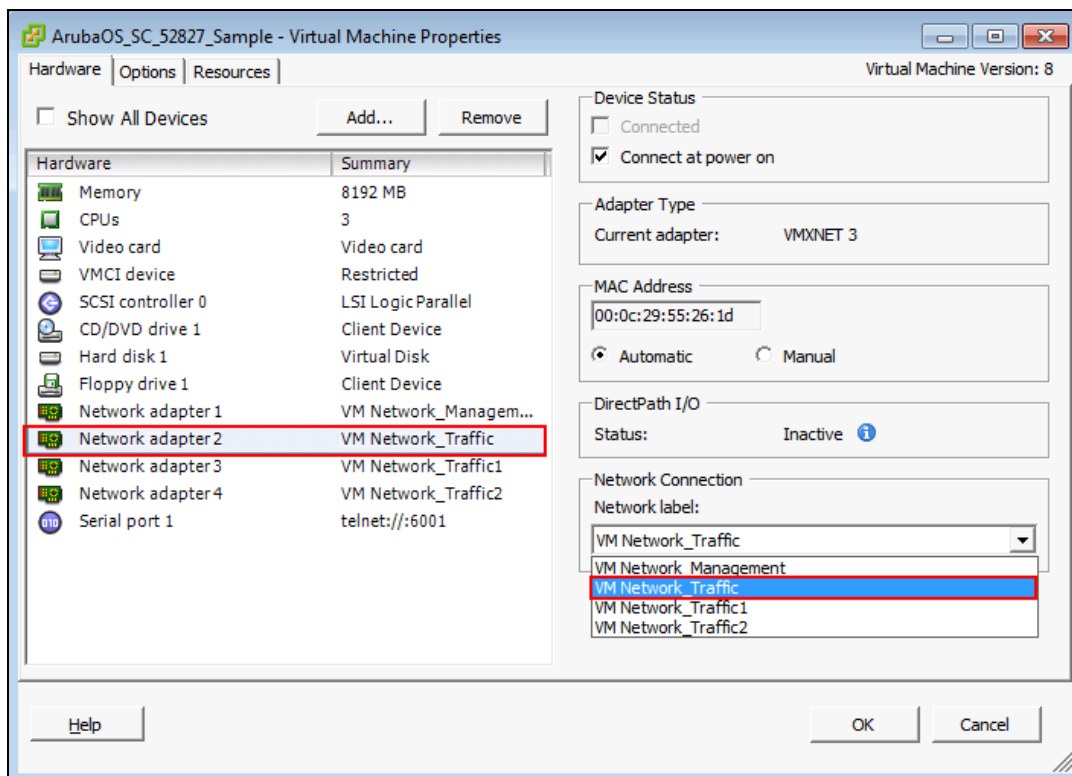 ArubaOS_SC_52827_Sample - Virtual Machine Properties
Hardware Options Resources Virtual Machine Version: 8
Show All Devices Add... Remove
Hardware Summary
Memory 8192 MB
CPUs 3
Video card Video card
VMCI device Restricted
SCSI controller 0 LSI Logic Parallel
CD/DVD drive 1 Client Device
Hard disk 1 Virtual Disk
Floppy drive 1 Client Device
Network adapter 1 VM Network_Managem...
Network adapter 2 VM Network_Traffic
Network adapter 3 VM Network_Traffic1
Network adapter 4 VM Network_Traffic2
Serial port 1 telnet://:6001
Device Status
Connected
Connect at power on
Adapter Type
Current adapter: VMXNET 3
MAC Address
00:0c:29:55:26:1d
Automatic Manual
DirectPath I/O
Status: Inactive
Network Connection
Network label:
VM Network_Traffic
VM Network_Management
VM Network_Traffic
VM Network_Traffic1
VM Network_Traffic2
Help OK Cancel